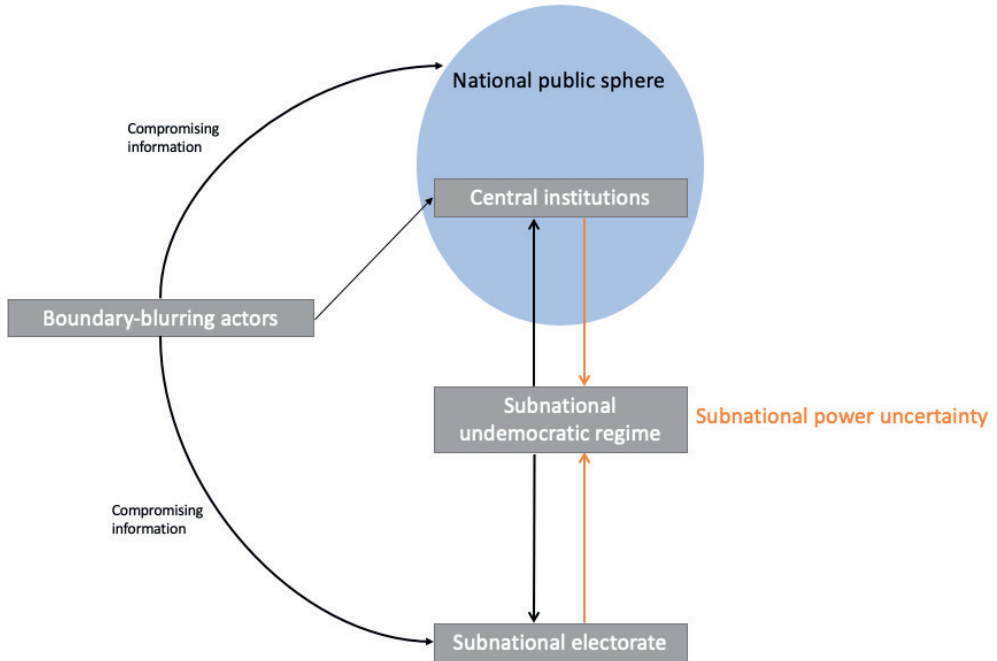 National public sphere
Compromising
information
Central institutions
Boundary-blurring actors
Subnational
undemocratic regime
Subnational power uncertainty
Compromising
information
Subnational electorate